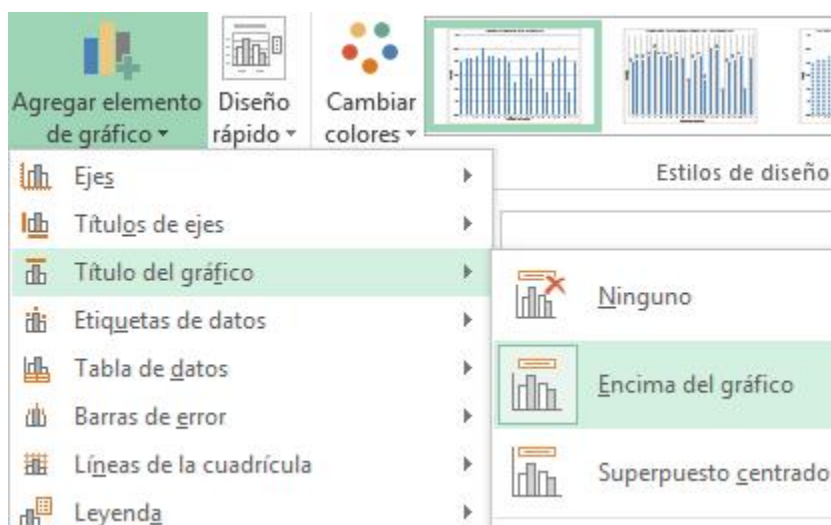 Agregar elemento
de gráfico
Diseño
rápido
Cambiar
colores
Estilos de diseño
Ejes
Títulos de ejes
Título del gráfico
Etiquetas de datos
Tabla de datos
Barras de error
Líneas de la cuadrícula
Leyenda
Ninguno
Encima del gráfico
Superpuesto centrado